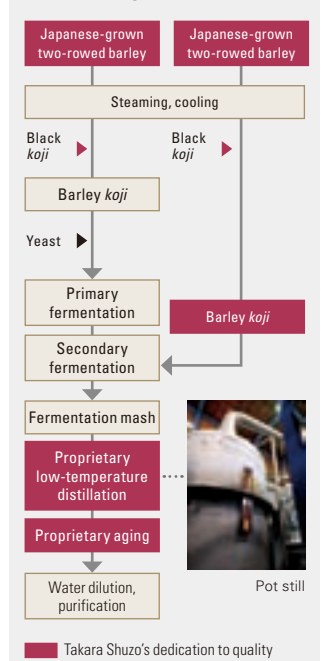 Japanese-grown
two-rowed barley
Japanese-grown
two-rowed barley
Steaming, cooling
Black
koji
Black
koji
Barley koji
Yeast
Primary
fermentation
Barley koji
Secondary
fermentation
Fermentation mash
Proprietary
low-temperature
distillation
Proprietary aging
Water dilution,
purification
Pot still
Takara Shuzo's dedication to quality